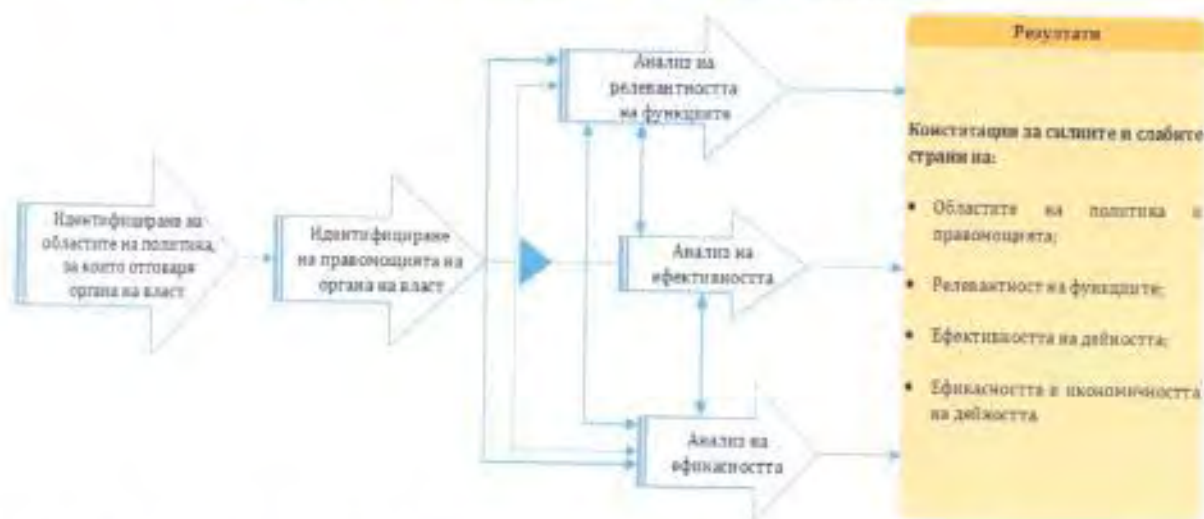 Идентифициране на
областите на политика,
за които отговаря
органа на власт
Идентифициране
на правомощията на
органа на власт
Анализ на
релевантността
на функциите
Анализ на
ефективността
Анализ на
ефикасността
Резултати
Констатации за силните и слабите
страни на:
• Областите на политика и
правомощията;
• Релевантност на функциите;
• Ефективността на дейността;
• Ефикасността и икономичността
на дейността